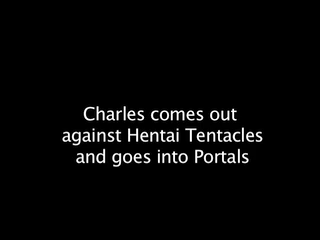 Charles comes out
against Hentai Tentacles
and goes into Portals